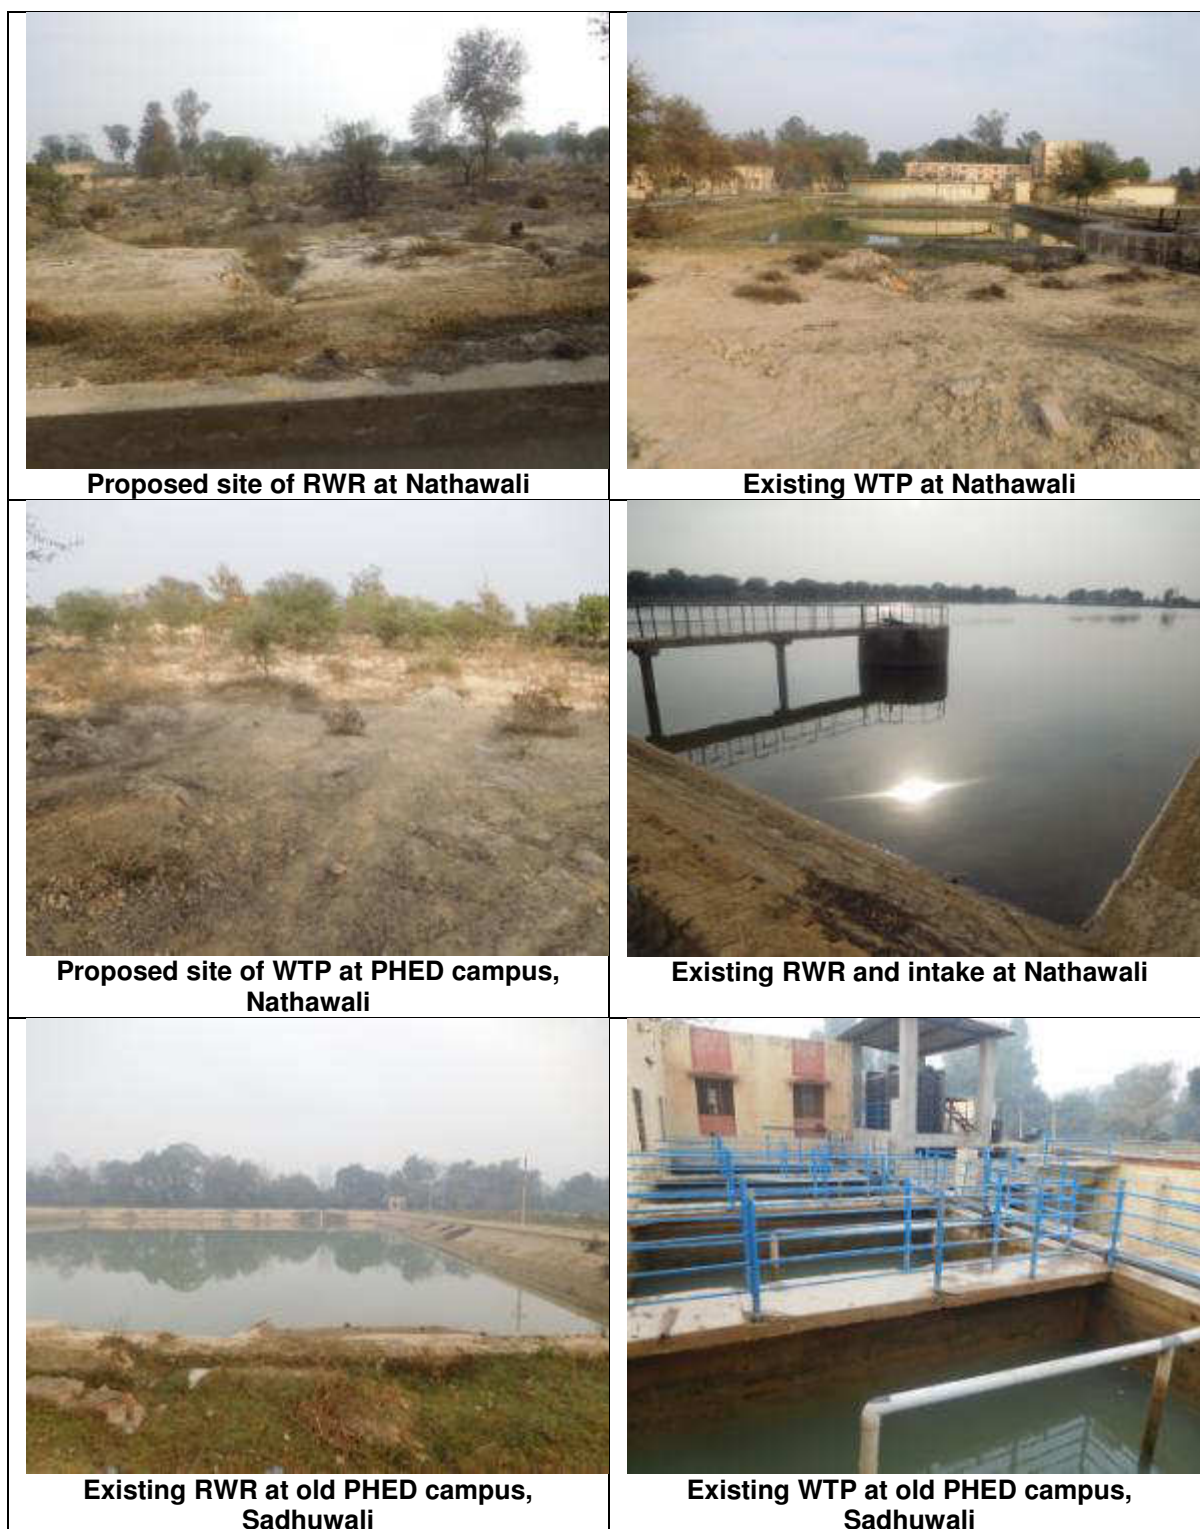 Proposed site of RWR at Nathawali
Existing WTP at Nathawali
Proposed site of WTP at PHED campus,
Nathawali
Existing RWR and intake at Nathawali
Existing RWR at old PHED campus,
Sadhuwali
Existing WTP at old PHED campus,
Sadhuwali